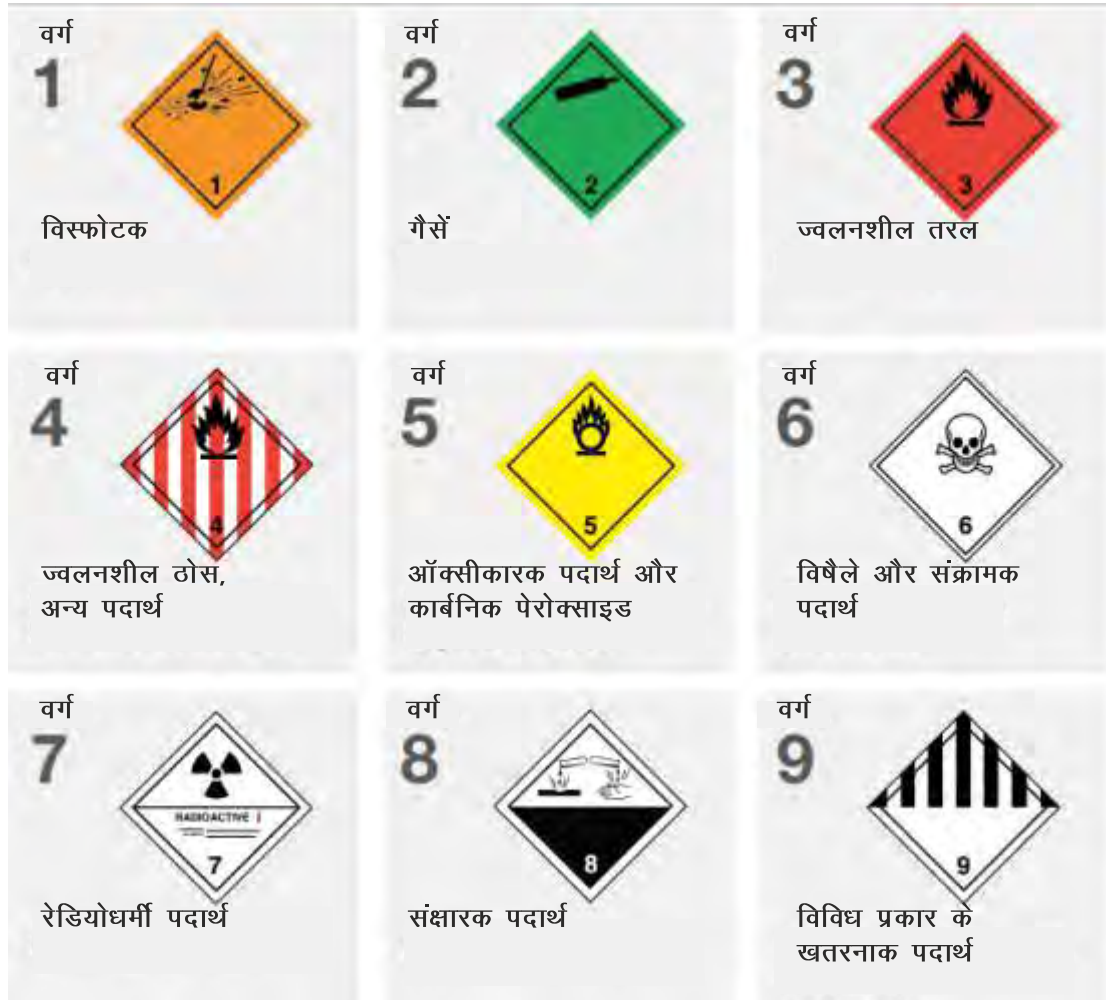 वर्ग
1
1
विस्फोटक
वर्ग
2
2
गैसें
वर्ग
3
3
ज्वलनशील तरल
वर्ग
4
4
ज्वलनशील ठोस,
अन्य पदार्थ
वर्ग
5
5
ऑक्सीकारक पदार्थ और
कार्बनिक पेरोक्साइड
वर्ग
6
6
विषैले और संक्रामक
पदार्थ
वर्ग
7
RADIOACTIVE I
7
रेडियोधर्मी पदार्थ
वर्ग
8
8
संक्षारक पदार्थ
वर्ग
9
9
विविध प्रकार के
खतरनाक पदार्थ